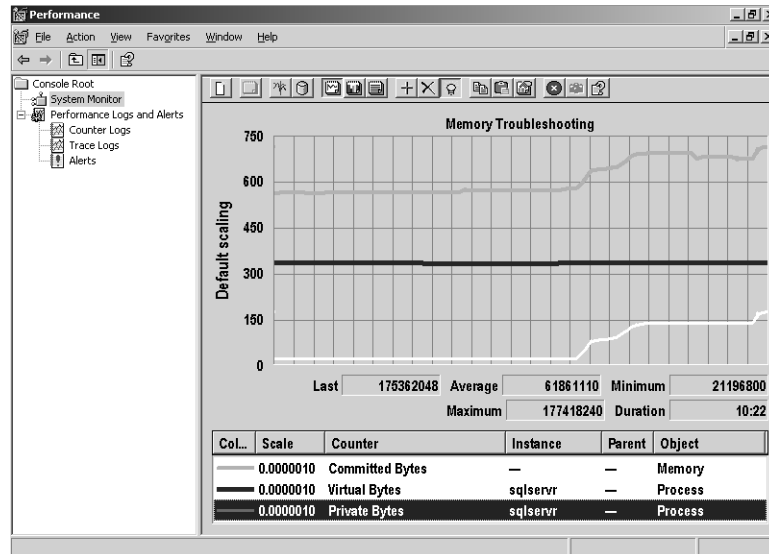 Performance
File Action View Favorites Window Help
Console Root
System Monitor
Performance Logs and Alerts
Counter Logs
Trace Logs
Alerts
Memory Troubleshooting
Default scaling
750
600
450
300
150
0
Last 175362048 Average 61861110 Minimum 21196800
Maximum 177418240 Duration 10:22
Col... Scale Counter Instance Parent Object
0.0000010 Committed Bytes — — Memory
0.0000010 Virtual Bytes sqlservr — Process
0.0000010 Private Bytes sqlservr — Process